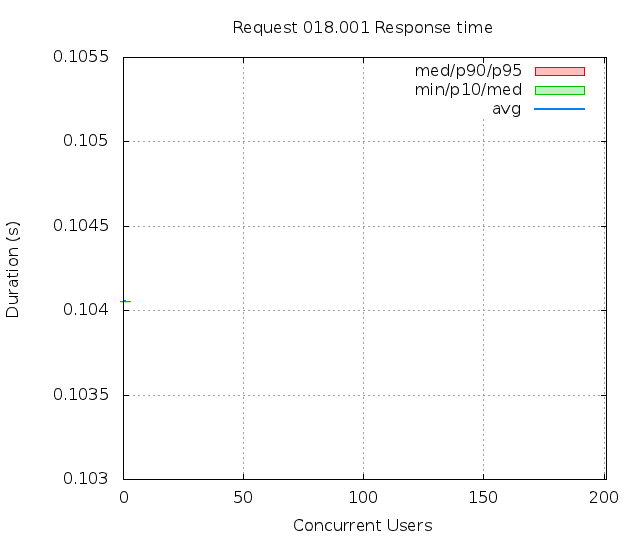 Request 018.001 Response time
med/p90/p95
min/p10/med
avg
0.1055
0.105
0.1045
0.104
0.1035
0.103
Duration (s)
0 50 100 150 200
Concurrent Users